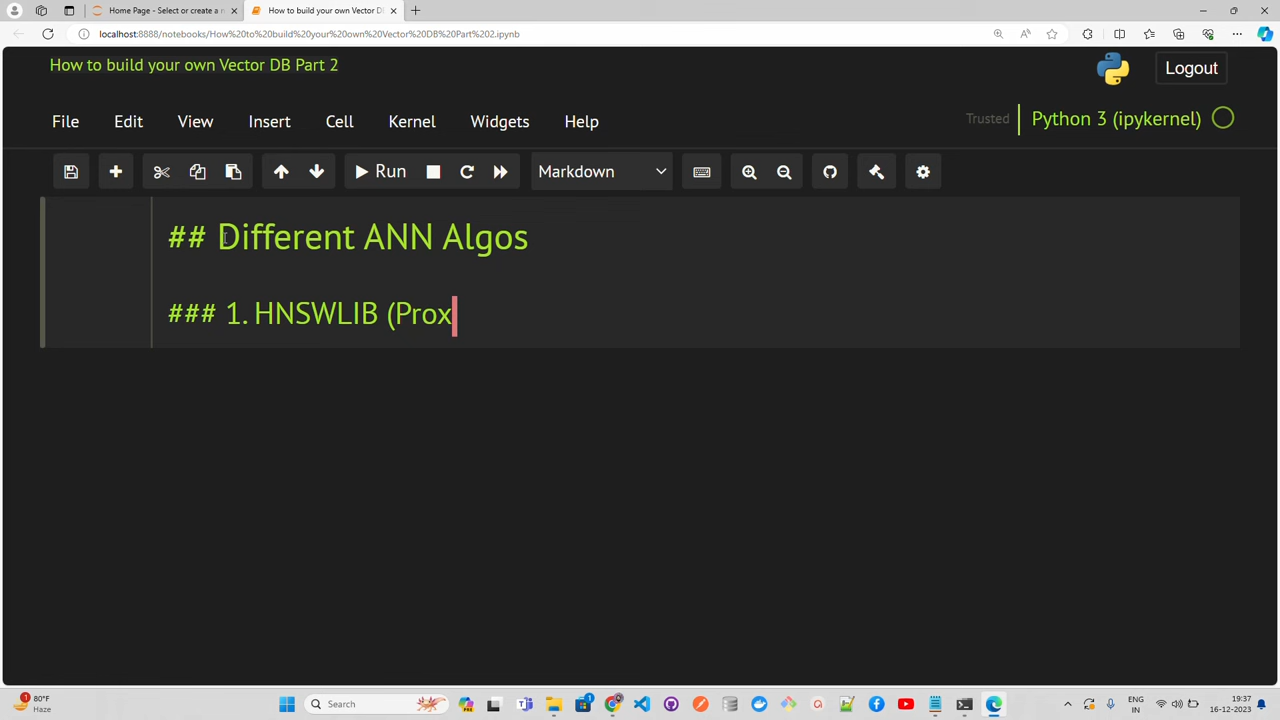 Home Page - Select or create a n
How to build your own Vector D
localhost:8888/notebooks/How%20to%20build%20your%20own%20Vector%20DB%20Part%202.ipynb
How to build your own Vector DB Part 2
Logout
File Edit View Insert Cell Kernel Widgets Help
Trusted Python 3 (ipykernel)
Run Markdown
## Different ANN Algos
### 1. HNSWLIB (Prox
1 80°F
Haze
Search
1
ENG
IN
19:37
16-12-2023